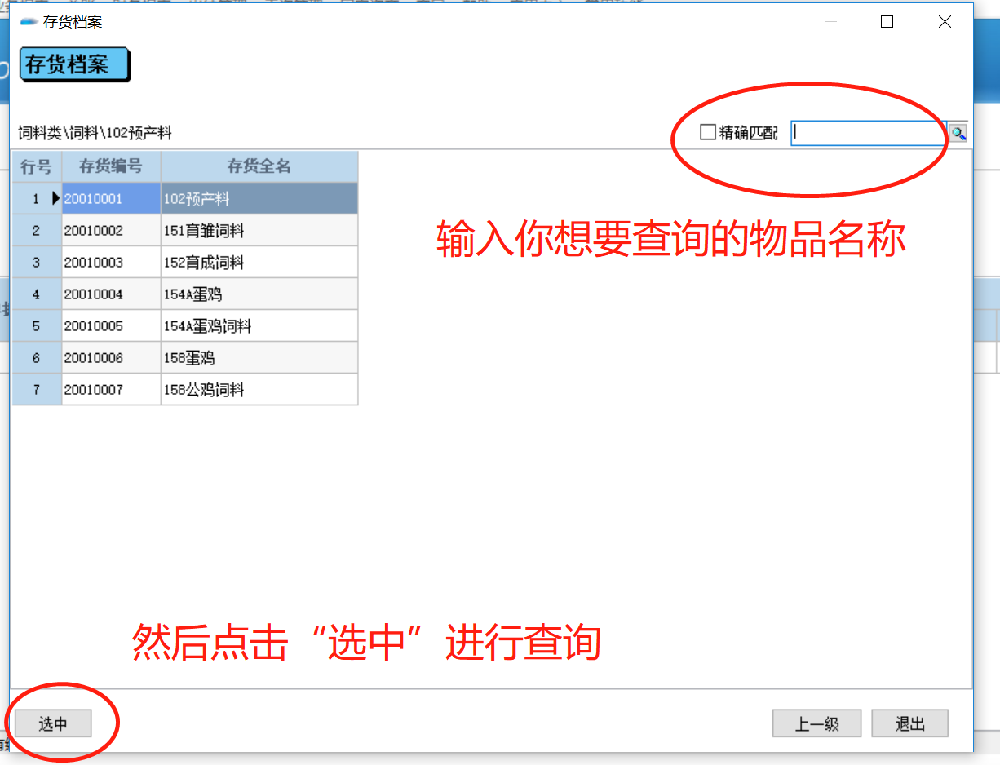 存货档案
存货档案
饲料类\饲料\102预产料
精确匹配
行号 存货编号 存货全名
1 20010001 102预产料
2 20010002 151育雏饲料
3 20010003 152育成饲料
4 20010004 154A蛋鸡
5 20010005 154A蛋鸡饲料
6 20010006 158蛋鸡
7 20010007 158公鸡饲料
输入你想要查询的物品名称
然后点击“选中”进行查询
选中 上一级 退出